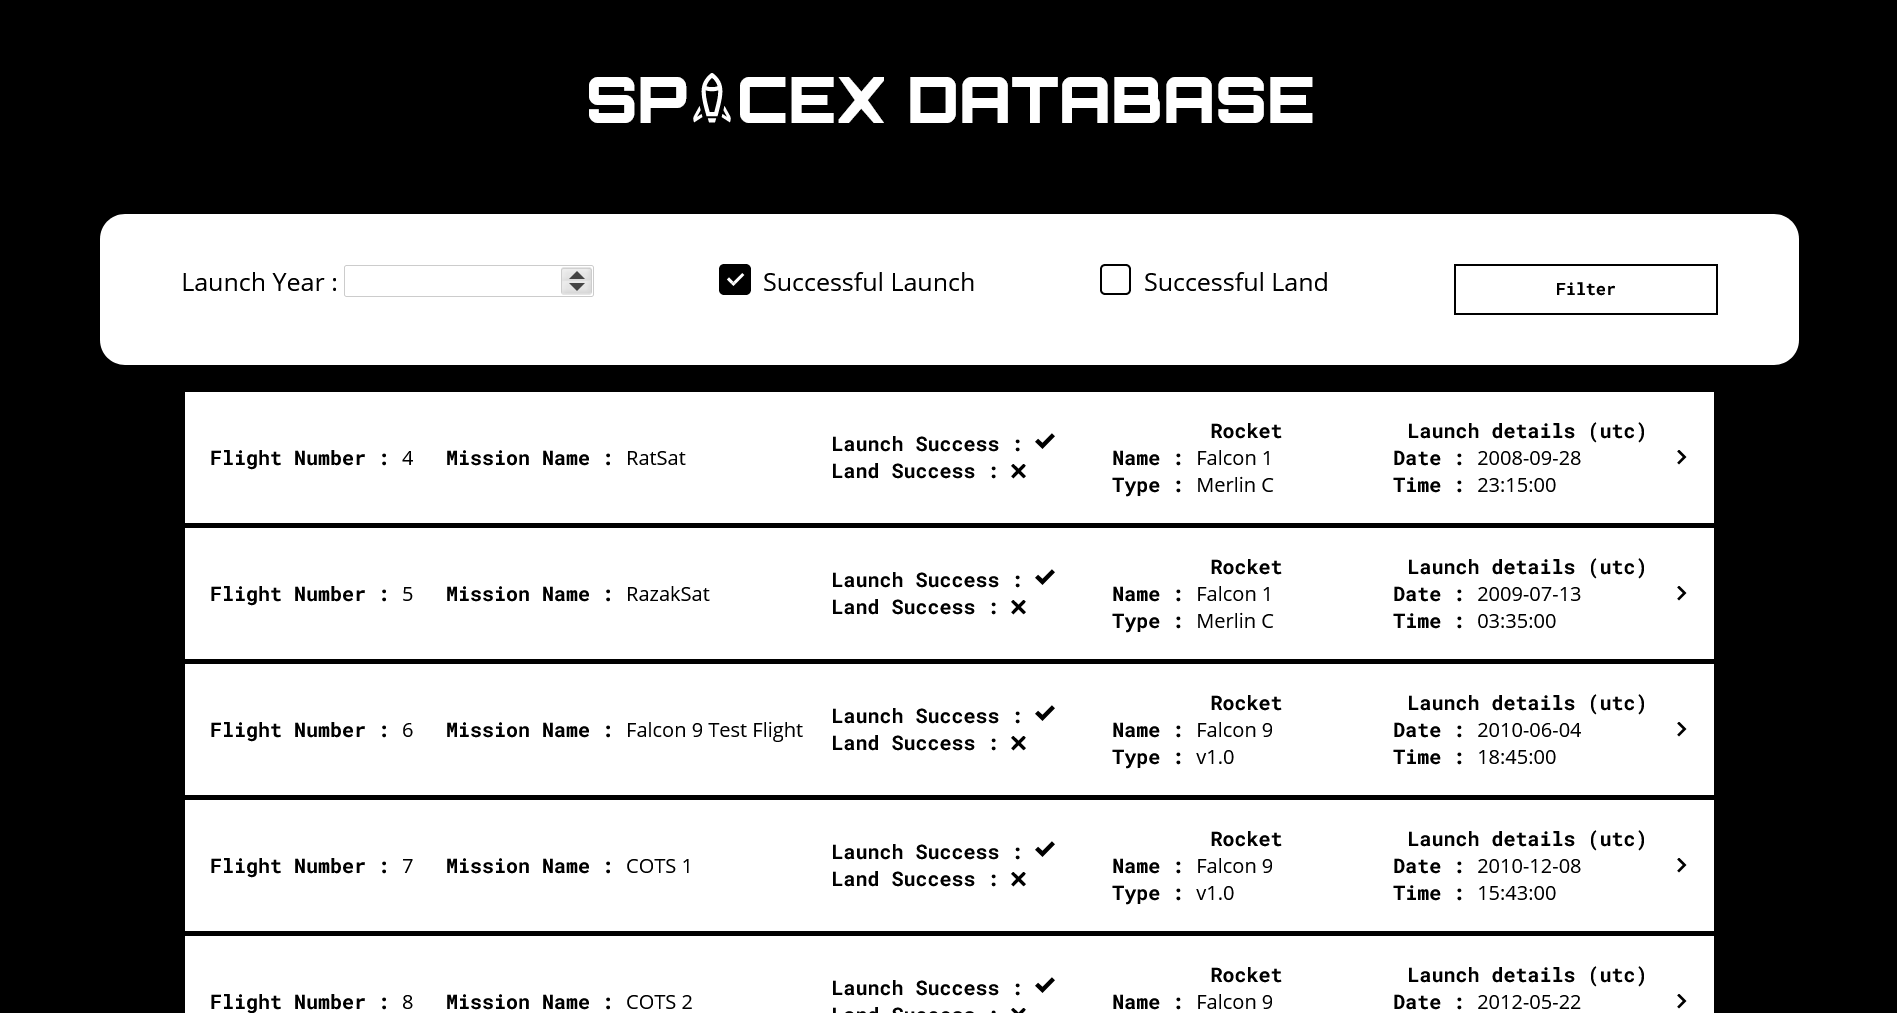 SPACEX DATABASE
Launch Year :
Successful Launch
Successful Land
Filter
Flight Number : 4
Mission Name : RatSat
Launch Success : ✔
Land Success : ✕
Rocket
Name : Falcon 1
Type : Merlin C
Launch details (utc)
Date : 2008-09-28
Time : 23:15:00
Flight Number : 5
Mission Name : RazakSat
Launch Success : ✔
Land Success : ✕
Rocket
Name : Falcon 1
Type : Merlin C
Launch details (utc)
Date : 2009-07-13
Time : 03:35:00
Flight Number : 6
Mission Name : Falcon 9 Test Flight
Launch Success : ✔
Land Success : ✕
Rocket
Name : Falcon 9
Type : v1.0
Launch details (utc)
Date : 2010-06-04
Time : 18:45:00
Flight Number : 7
Mission Name : COTS 1
Launch Success : ✔
Land Success : ✕
Rocket
Name : Falcon 9
Type : v1.0
Launch details (utc)
Date : 2010-12-08
Time : 15:43:00
Flight Number : 8
Mission Name : COTS 2
Launch Success : ✔
Land Success : ✕
Rocket
Name : Falcon 9
Launch details (utc)
Date : 2012-05-22